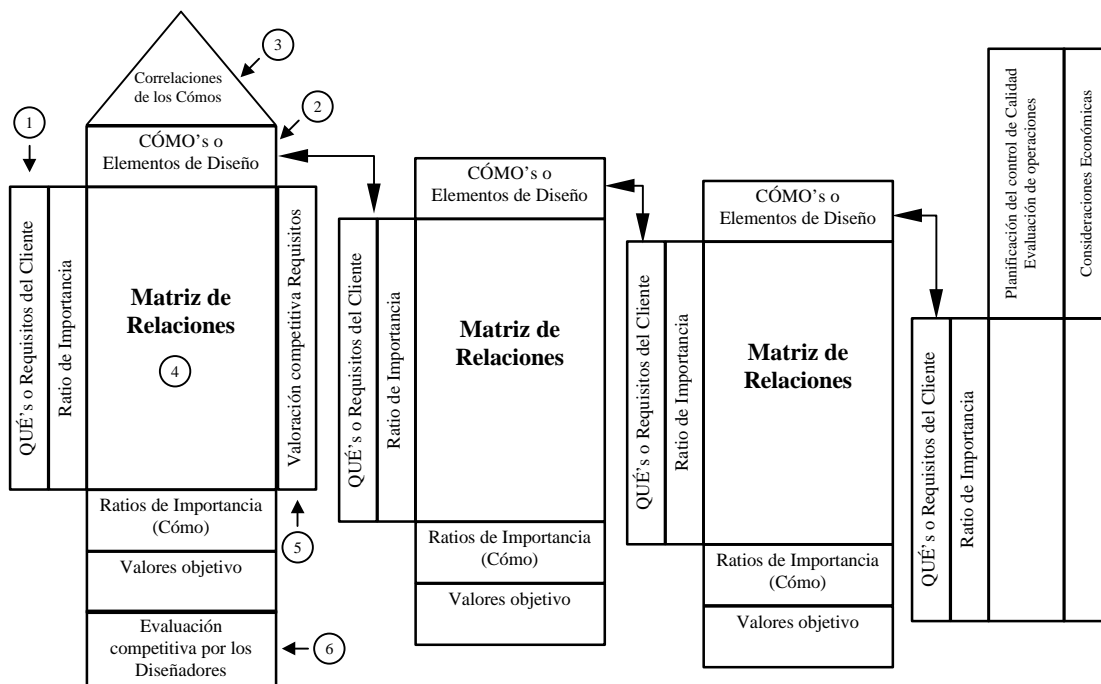 3
Correlaciones
de los Cómos
2
1
CÓMO's o
Elementos de Diseño
QUÉ's o Requisitos del Cliente
Ratio de Importancia
Matriz de
Relaciones
4
Valoración competitiva Requisitos
Ratios de Importancia
(Cómo)
5
Valores objetivo
Evaluación
competitiva por los
Diseñadores
6
CÓMO's o
Elementos de Diseño
QUÉ's o Requisitos del Cliente
Ratio de Importancia
Matriz de
Relaciones
Ratios de Importancia
(Cómo)
Valores objetivo
CÓMO's o
Elementos de Diseño
QUÉ's o Requisitos del Cliente
Ratio de Importancia
Matriz de
Relaciones
Ratios de Importancia
(Cómo)
Valores objetivo
Planificación del control de Calidad
Evaluación de operaciones
Consideraciones Económicas
QUÉ's o Requisitos del Cliente
Ratio de Importancia